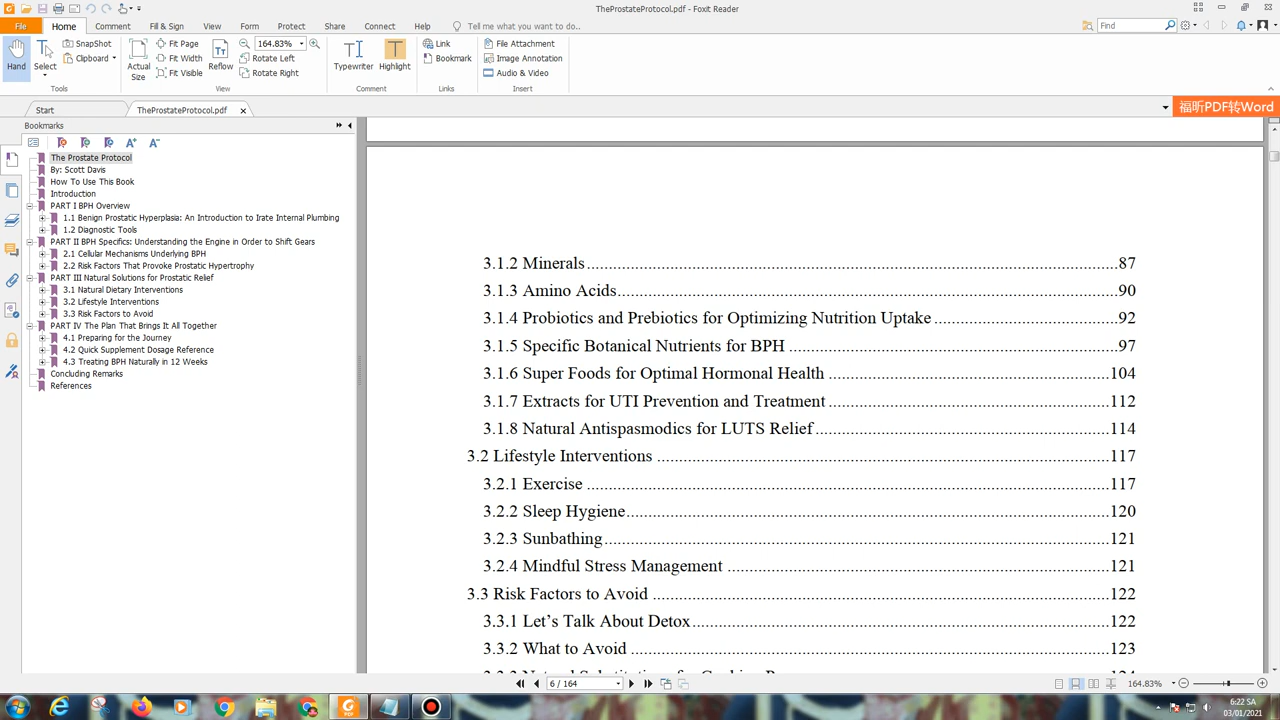 TheProstateProtocol.pdf - Foxit Reader
File Home Comment Fill & Sign View Form Protect Share Connect Help Tell me what you want to do... Find
Hand
Select
SnapShot
Clipboard
Tools
Actual Size
Fit Page
Fit Width
Fit Visible
Reflow
164.83%
Rotate Left
Rotate Right
View
Typewriter
Highlight
Comment
Link
Bookmark
Links
File Attachment
Image Annotation
Audio & Video
Insert
Start TheProstateProtocol.pdf 福昕PDF转Word
Bookmarks
The Prostate Protocol
By: Scott Davis
How To Use This Book
Introduction
PART I BPH Overview
1.1 Benign Prostatic Hyperplasia: An Introduction to Irate Internal Plumbing
1.2 Diagnostic Tools
PART II BPH Specifics: Understanding the Engine in Order to Shift Gears
2.1 Cellular Mechanisms Underlying BPH
2.2 Risk Factors That Provoke Prostatic Hypertrophy
PART III Natural Solutions for Prostatic Relief
3.1 Natural Dietary Interventions
3.2 Lifestyle Interventions
3.3 Risk Factors to Avoid
PART IV The Plan That Brings It All Together
4.1 Preparing for the Journey
4.2 Quick Supplement Dosage Reference
4.3 Treating BPH Naturally in 12 Weeks
Concluding Remarks
References
3.1.2 Minerals 87
3.1.3 Amino Acids 90
3.1.4 Probiotics and Prebiotics for Optimizing Nutrition Uptake 92
3.1.5 Specific Botanical Nutrients for BPH 97
3.1.6 Super Foods for Optimal Hormonal Health 104
3.1.7 Extracts for UTI Prevention and Treatment 112
3.1.8 Natural Antispasmodics for LUTS Relief 114
3.2 Lifestyle Interventions 117
3.2.1 Exercise 117
3.2.2 Sleep Hygiene 120
3.2.3 Sunbathing 121
3.2.4 Mindful Stress Management 121
3.3 Risk Factors to Avoid 122
3.3.1 Let's Talk About Detox 122
3.3.2 What to Avoid 123
6 / 164 164.83%
6:22 SA
03/01/2021